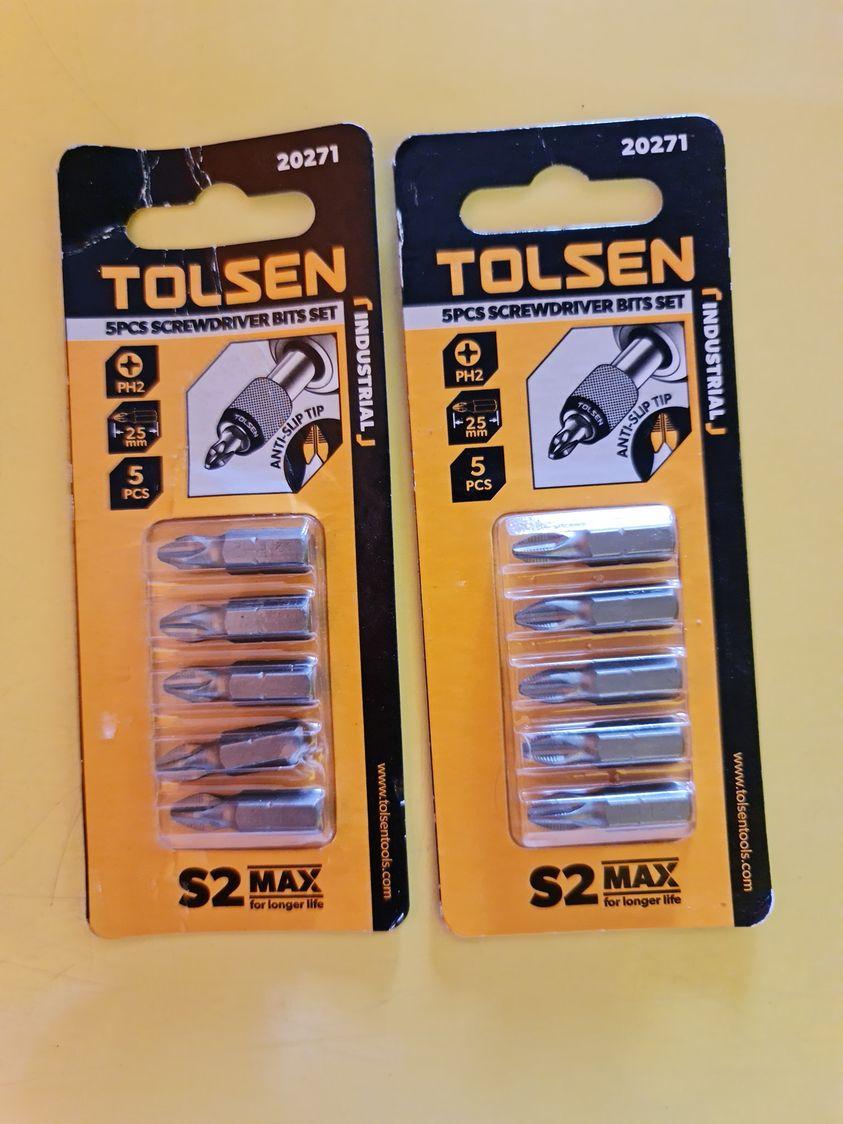 20271
TOLSEN
5PCS SCREWDRIVER BITS SET
INDUSTRIAL
PH2
25
mm
5
PCS
TOLSEN
ANTI-SLIP TIP
S2 MAX
for longer life
www.tolsentools.com
20271
TOLSEN
5PCS SCREWDRIVER BITS SET
INDUSTRIAL
PH2
25
mm
5
PCS
TOLSEN
ANTI-SLIP TIP
S2 MAX
for longer life
www.tolsentools.com